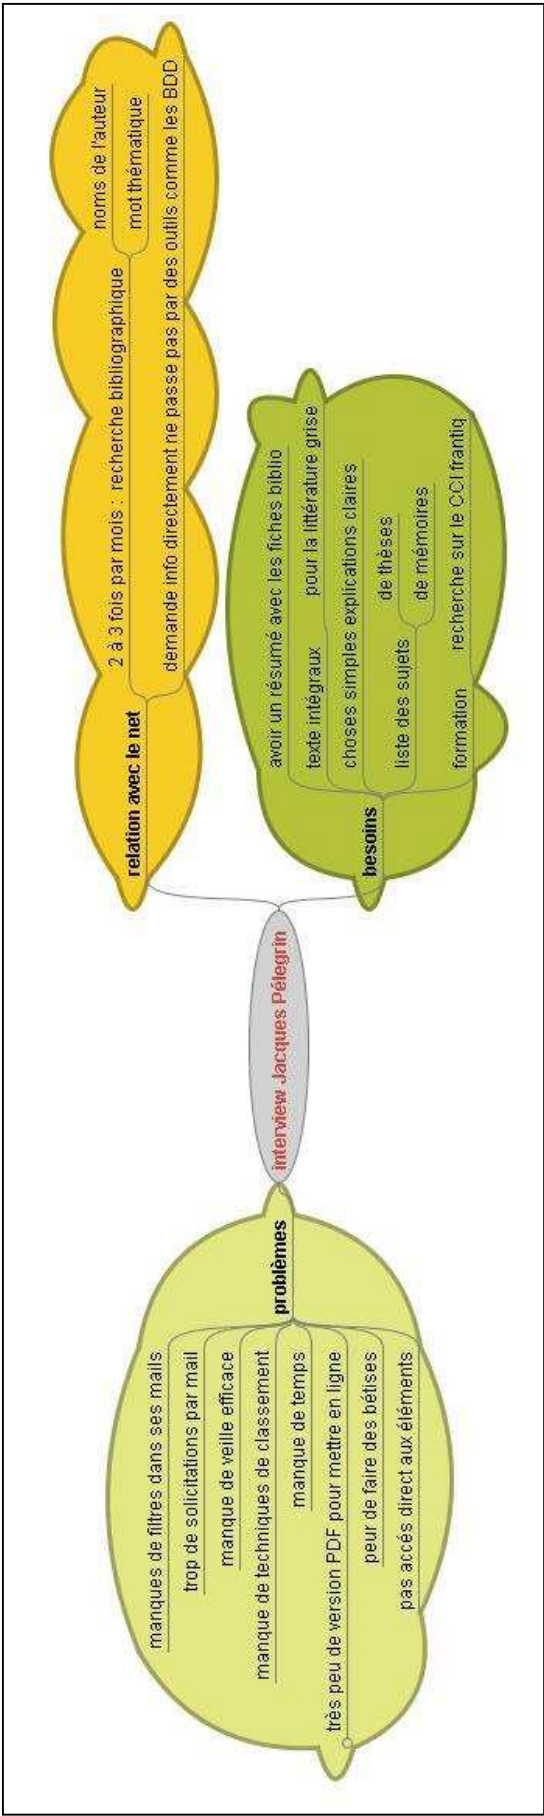 interview Jacques Pélegrin
relation avec le net
2 à 3 fois par mois : recherche bibliographique
noms de l'auteur
mot thématique
demande info directement ne passe pas par des outils comme les BDD
besoins
avoir un résumé avec les fiches biblio
texte intégraux
pour la littérature grise
choses simples explications claires
liste des sujets
de thèses
de mémoires
formation
recherche sur le CCI frantiq
problèmes
manques de filtres dans ses mails
trop de solicitations par mail
manque de veille efficace
manque de techniques de classement
manque de temps
très peu de version PDF pour mettre en ligne
peur de faire des bétises
pas accés direct aux éléments